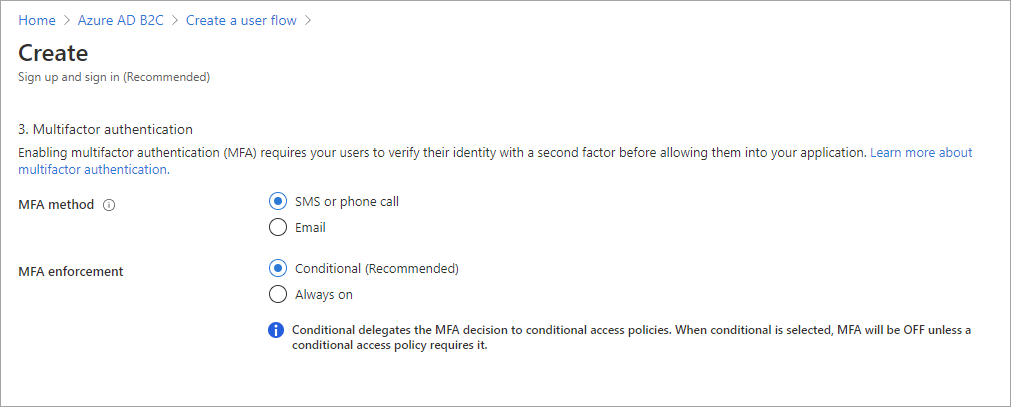 Home > Azure AD B2C > Create a user flow >
Create
Sign up and sign in (Recommended)
3. Multifactor authentication
Enabling multifactor authentication (MFA) requires your users to verify their identity with a second factor before allowing them into your application. Learn more about
multifactor authentication.
MFA method
SMS or phone call
Email
MFA enforcement
Conditional (Recommended)
Always on
Conditional delegates the MFA decision to conditional access policies. When conditional is selected, MFA will be OFF unless a
conditional access policy requires it.